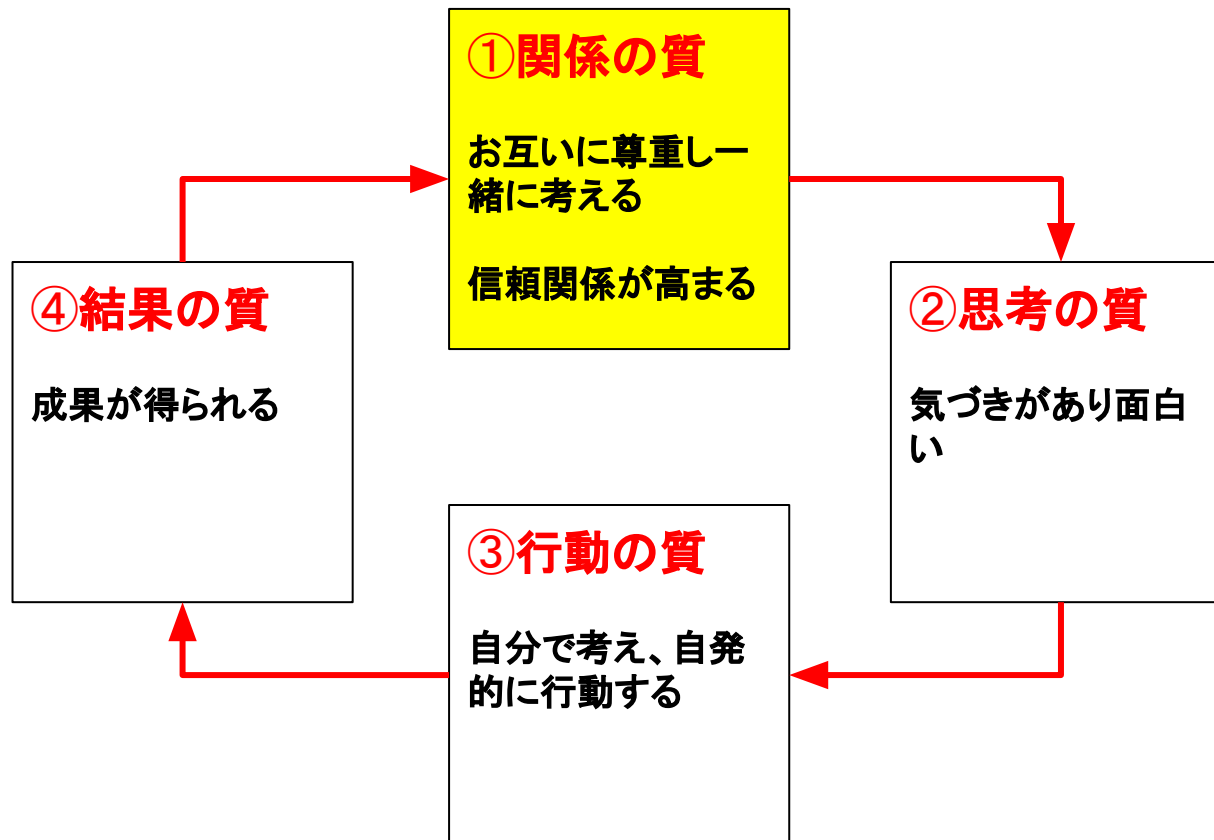 ①関係の質
お互いに尊重し一
緒に考える
信頼関係が高まる
②思考の質
気づきがあり面白
い
③行動の質
自分で考え、自発
的に行動する
④結果の質
成果が得られる